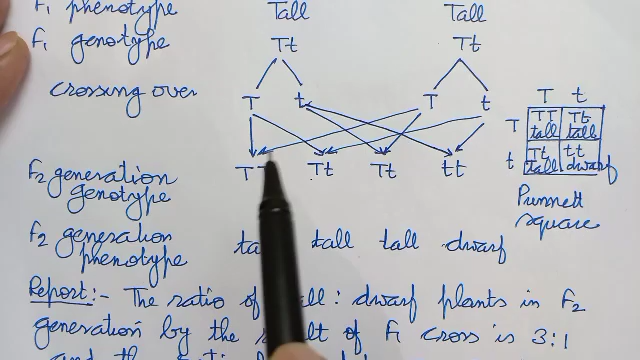 F1 phenotype Tall Tall
F1 genotype Tt Tt
crossing over T t T t
T t
T TT Tt
tall tall
t Tt tt
tall dwarf
F2 generation genotype T Tt Tt tt
Punnett square
F2 generation phenotype tall tall dwarf
Report:- The ratio of : dwarf plants in F2
generation by the of F1 cross is 3:1